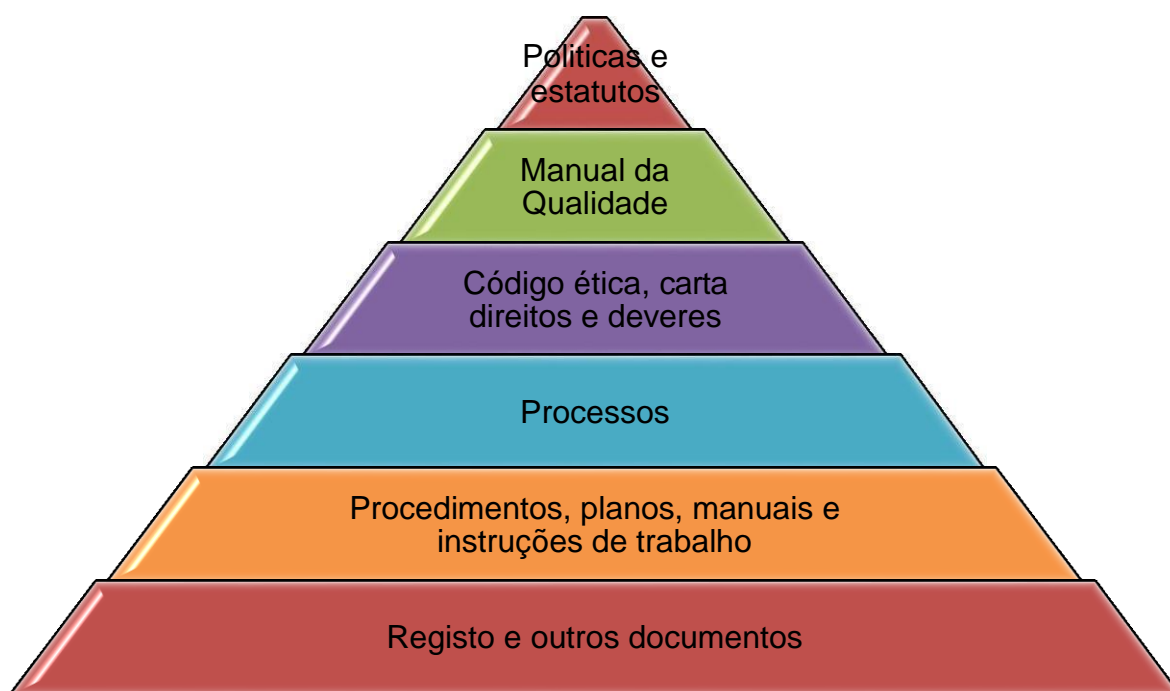 Politicas e
estatutos
Manual da
Qualidade
Código ética, carta
direitos e deveres
Processos
Procedimentos, planos, manuais e
instruções de trabalho
Registo e outros documentos